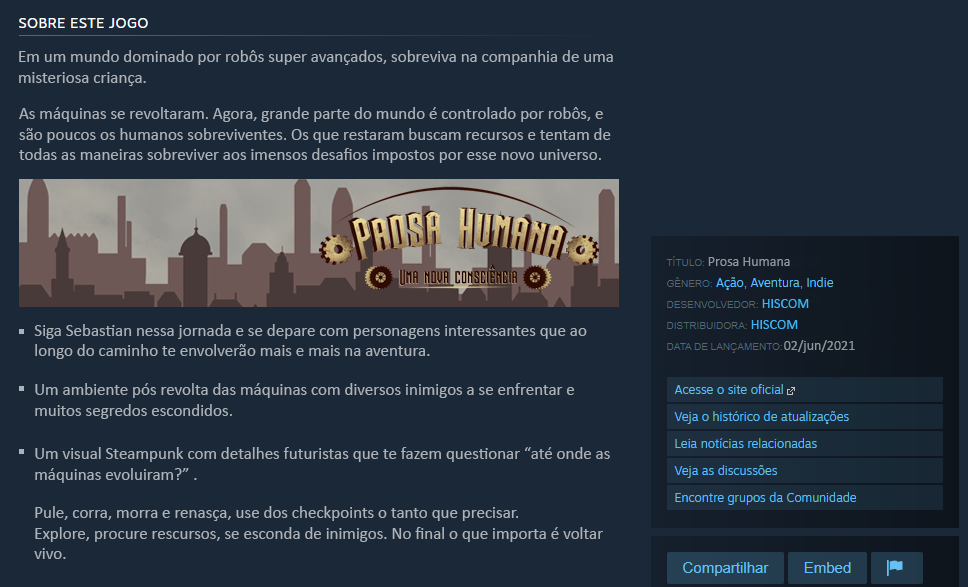 SOBRE ESTE JOGO
Em um mundo dominado por robôs super avançados, sobreviva na companhia de uma
misteriosa criança.
As máquinas se revoltaram. Agora, grande parte do mundo é controlado por robôs, e
são poucos os humanos sobreviventes. Os que restaram buscam recursos e tentam de
todas as maneiras sobreviver aos imensos desafios impostos por esse novo universo.
PROSA HUMANA
UMA NOVA CONSCIÊNCIA
Siga Sebastian nessa jornada e se depare com personagens interessantes que ao
longo do caminho te envolverão mais e mais na aventura.
Um ambiente pós revolta das máquinas com diversos inimigos a se enfrentar e
muitos segredos escondidos.
Um visual Steampunk com detalhes futuristas que te fazem questionar “até onde as
máquinas evoluiram?” .
Pule, corra, morra e renasça, use dos checkpoints o tanto que precisar.
Explore, procure rescursos, se esconda de inimigos. No final o que importa é voltar
vivo.
TÍTULO: Prosa Humana
GÊNERO: Ação, Aventura, Indie
DESENVOLVEDOR: HISCOM
DISTRIBUIDORA: HISCOM
DATA DE LANÇAMENTO: 02/jun/2021
Acesse o site oficial
Veja o histórico de atualizações
Leia notícias relacionadas
Veja as discussões
Encontre grupos da Comunidade
Compartilhar
Embed